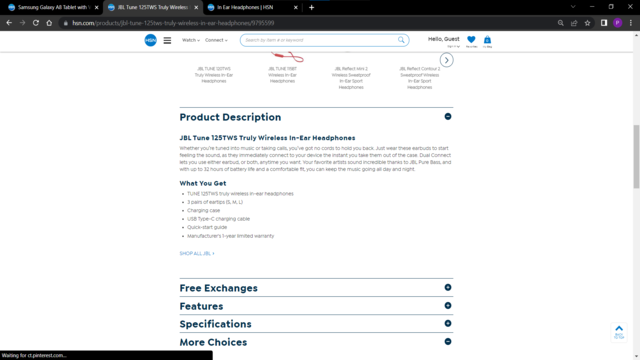 Samsung Galaxy A8 Tablet with V
JBL Tune 125TWS Truly Wireless
In Ear Headphones | HSN
hsn.com/products/jbl-tune-125tws-truly-wireless-in-ear-headphones/9795599
HSN
Watch
Connect
Search by item # or keyword
Hello, Guest
JBL TUNE 120TWS
Truly Wireless In-Ear
Headphones
JBL TUNE 115BT
Wireless In-Ear
Headphones
JBL Reflect Mini 2
Wireless Sweatproof
In-Ear Sport
Headphones
JBL Reflect Contour 2
Sweatproof Wireless
In-Ear Sport
Headphones
Product Description
JBL Tune 125TWS Truly Wireless In-Ear Headphones
Whether you're tuned into music or taking calls, you've got no cords to hold you back. Just wear these earbuds to start
feeling the sound, as they immediately connect to your device the instant you take them out of the case. Dual Connect
lets you use either earbud, or both, anytime you want. Your favorite artists sound incredible thanks to JBL Pure Bass, and
with up to 32 hours of battery life and a comfortable fit, you can keep the music going all day and night.
What You Get
• TUNE 125TWS truly wireless in-ear headphones
• 3 pairs of eartips (S, M, L)
• Charging case
• USB Type-C charging cable
• Quick-start guide
• Manufacturer's 1-year limited warranty
SHOP ALL JBL >
Free Exchanges
Features
Specifications
More Choices
BACK
TO TOP
Waiting for ct.pinterest.com...